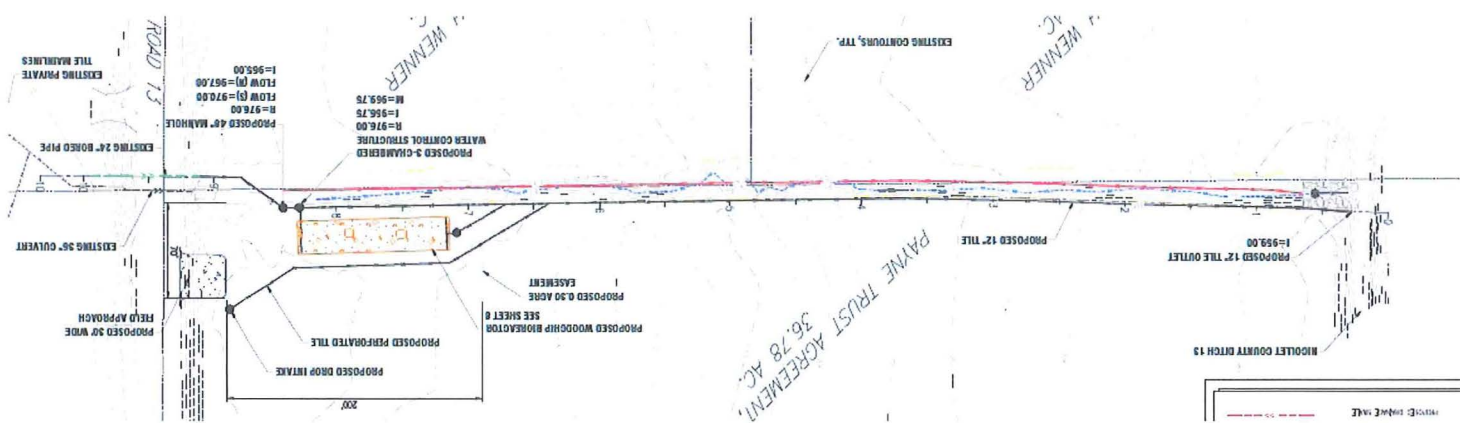 NICOLLET COUNTY DITCH 13
PROPOSED 12" TILE OUTLET
I=959.00
PROPOSED 12" TILE
PAYNE TRUST AGREEMENT,
36.78 AC.
200'
PROPOSED DROP INTAKE
PROPOSED PERFORATED TILE
PROPOSED WOODCHIP BIOREACTOR
SEE SHEET 8
PROPOSED 0.50 ACRE
EASEMENT
PROPOSED 30' WIDE
FIELD APPROACH
EXISTING 36" CULVERT
EXISTING 24" BORED PIPE
EXISTING PRIVATE
TILE MAINLINES
ROAD 13
PROPOSED 48" MANHOLE
R=976.00
FLOW (S)=970.00
FLOW (N)=967.00
I=965.00
PROPOSED 3-CHAMBERED
WATER CONTROL STRUCTURE
R=976.00
I=956.75
M=969.75
WENNER
C.
EXISTING CONTOURS, TYP.
WENNER
AC.